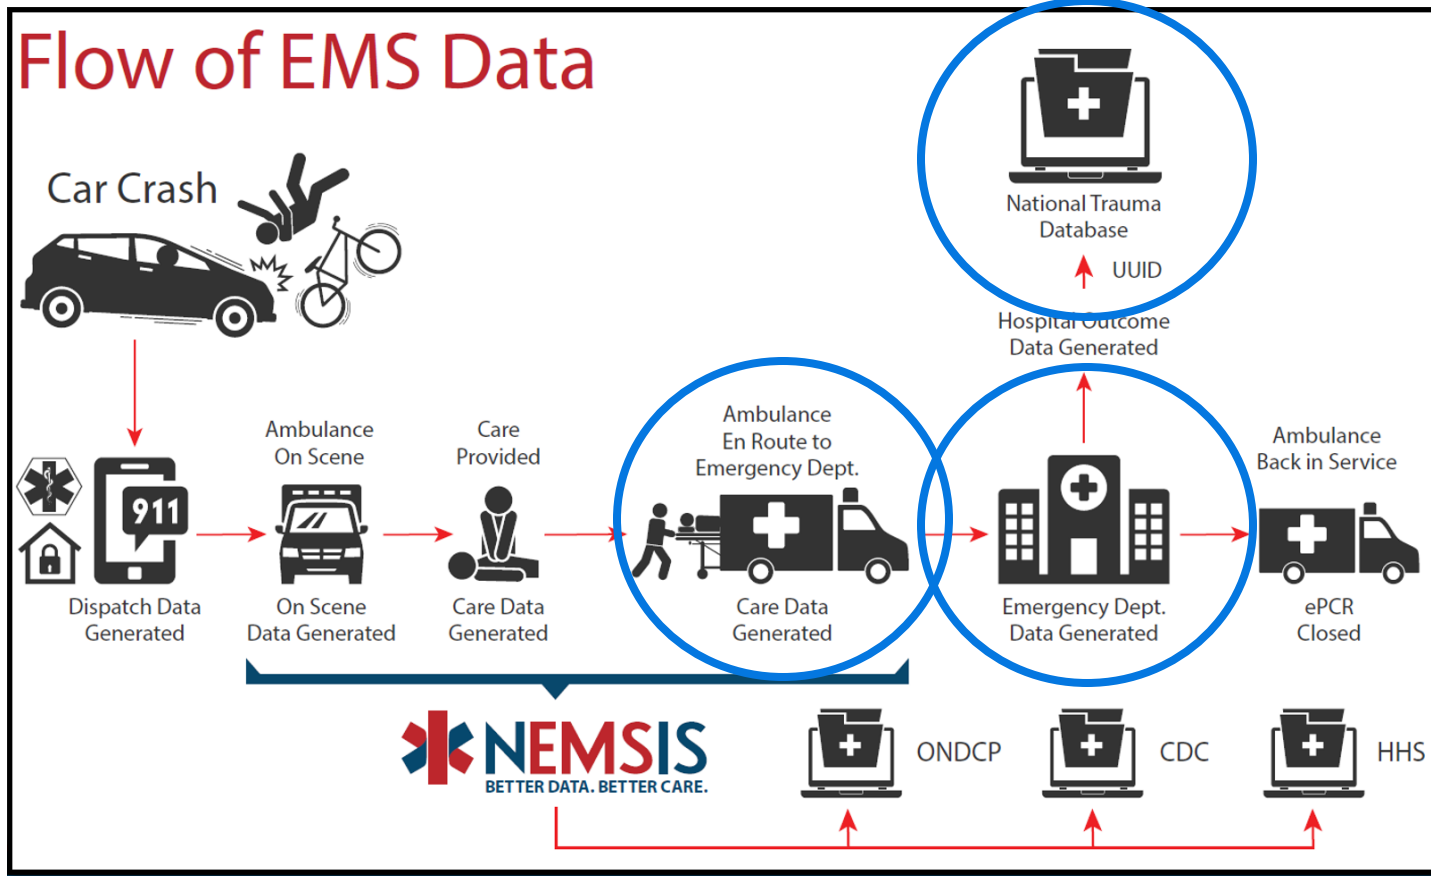 Flow of EMS Data
Car Crash
National Trauma
Database
UUID
Hospital Outcome
Data Generated
Ambulance
On Scene
Care
Provided
Ambulance
En Route to
Emergency Dept.
Ambulance
Back in Service
911
Dispatch Data
Generated
On Scene
Data Generated
Care Data
Generated
Care Data
Generated
Emergency Dept.
Data Generated
ePCR
Closed
NEMSIS
BETTER DATA. BETTER CARE.
ONDCP
CDC
HHS